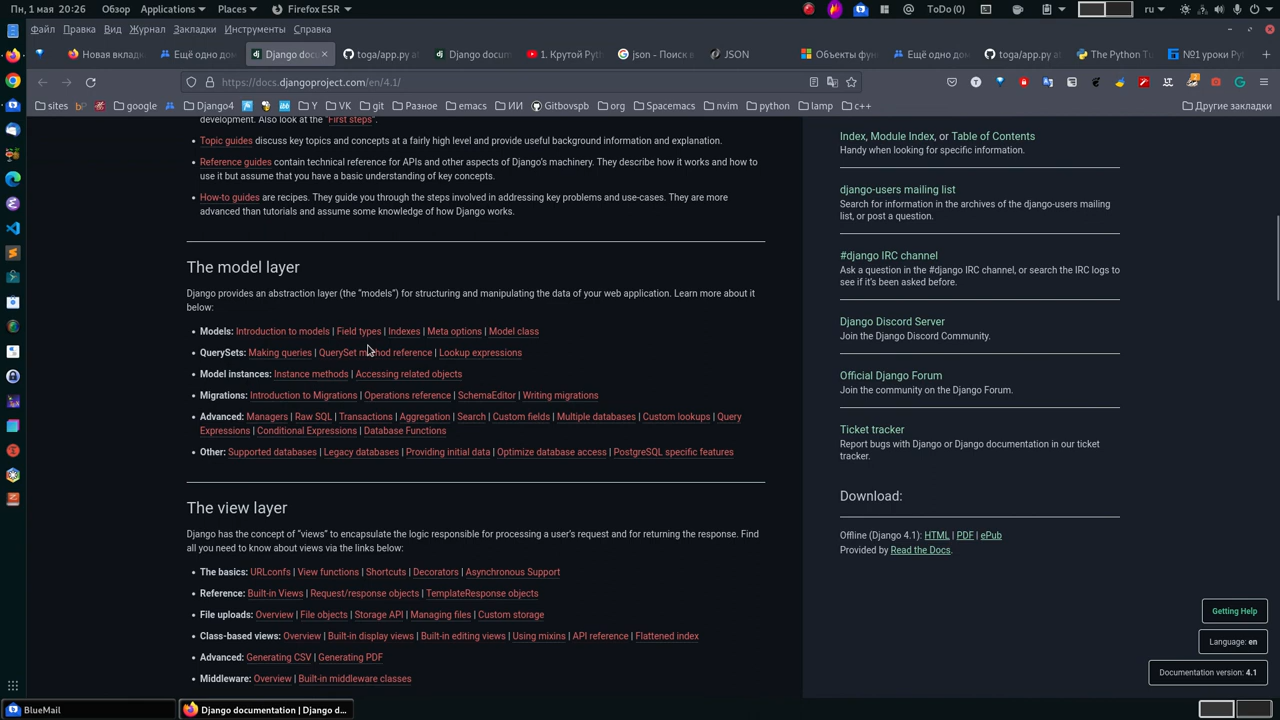 Пн, 1 мая 20:26 Обзор Applications Places Firefox ESR ToDo (0) ru
Файл Правка Вид Журнал Закладки Инструменты Справка
Новая вкладк Ещё одно дом Django docu toga/app.py at Django docum 1. Крутой Pyt json - Поиск в JSON Объекты фун Ещё одно дом toga/app.py at The Python Tu №1 уроки Py
https://docs.djangoproject.com/en/4.1/
sites bP google Django4 Y VK git Разное emacs ИИ Gitbovspb org Spacemacs nvim python lamp c++ Другие закладки
development. Also look at the "First steps".
• Topic guides discuss key topics and concepts at a fairly high level and provide useful background information and explanation.
• Reference guides contain technical reference for APIs and other aspects of Django's machinery. They describe how it works and how to
use it but assume that you have a basic understanding of key concepts.
• How-to guides are recipes. They guide you through the steps involved in addressing key problems and use-cases. They are more
advanced than tutorials and assume some knowledge of how Django works.
The model layer
Django provides an abstraction layer (the “models”) for structuring and manipulating the data of your web application. Learn more about it
below:
• Models: Introduction to models | Field types | Indexes | Meta options | Model class
• QuerySets: Making queries | QuerySet method reference | Lookup expressions
• Model instances: Instance methods | Accessing related objects
• Migrations: Introduction to Migrations | Operations reference | SchemaEditor | Writing migrations
• Advanced: Managers | Raw SQL | Transactions | Aggregation | Search | Custom fields | Multiple databases | Custom lookups | Query
Expressions | Conditional Expressions | Database Functions
• Other: Supported databases | Legacy databases | Providing initial data | Optimize database access | PostgreSQL specific features
The view layer
Django has the concept of “views” to encapsulate the logic responsible for processing a user's request and for returning the response. Find
all you need to know about views via the links below:
• The basics: URLconfs | View functions | Shortcuts | Decorators | Asynchronous Support
• Reference: Built-in Views | Request/response objects | TemplateResponse objects
• File uploads: Overview | File objects | Storage API | Managing files | Custom storage
• Class-based views: Overview | Built-in display views | Built-in editing views | Using mixins | API reference | Flattened index
• Advanced: Generating CSV | Generating PDF
• Middleware: Overview | Built-in middleware classes
Index, Module Index, or Table of Contents
Handy when looking for specific information.
django-users mailing list
Search for information in the archives of the django-users mailing
list, or post a question.
#django IRC channel
Ask a question in the #django IRC channel, or search the IRC logs to
see if it's been asked before.
Django Discord Server
Join the Django Discord Community.
Official Django Forum
Join the community on the Django Forum.
Ticket tracker
Report bugs with Django or Django documentation in our ticket
tracker.
Download:
Offline (Django 4.1): HTML | PDF | ePub
Provided by Read the Docs.
Getting Help
Language: en
Documentation version: 4.1
BlueMail Django documentation | Django d...